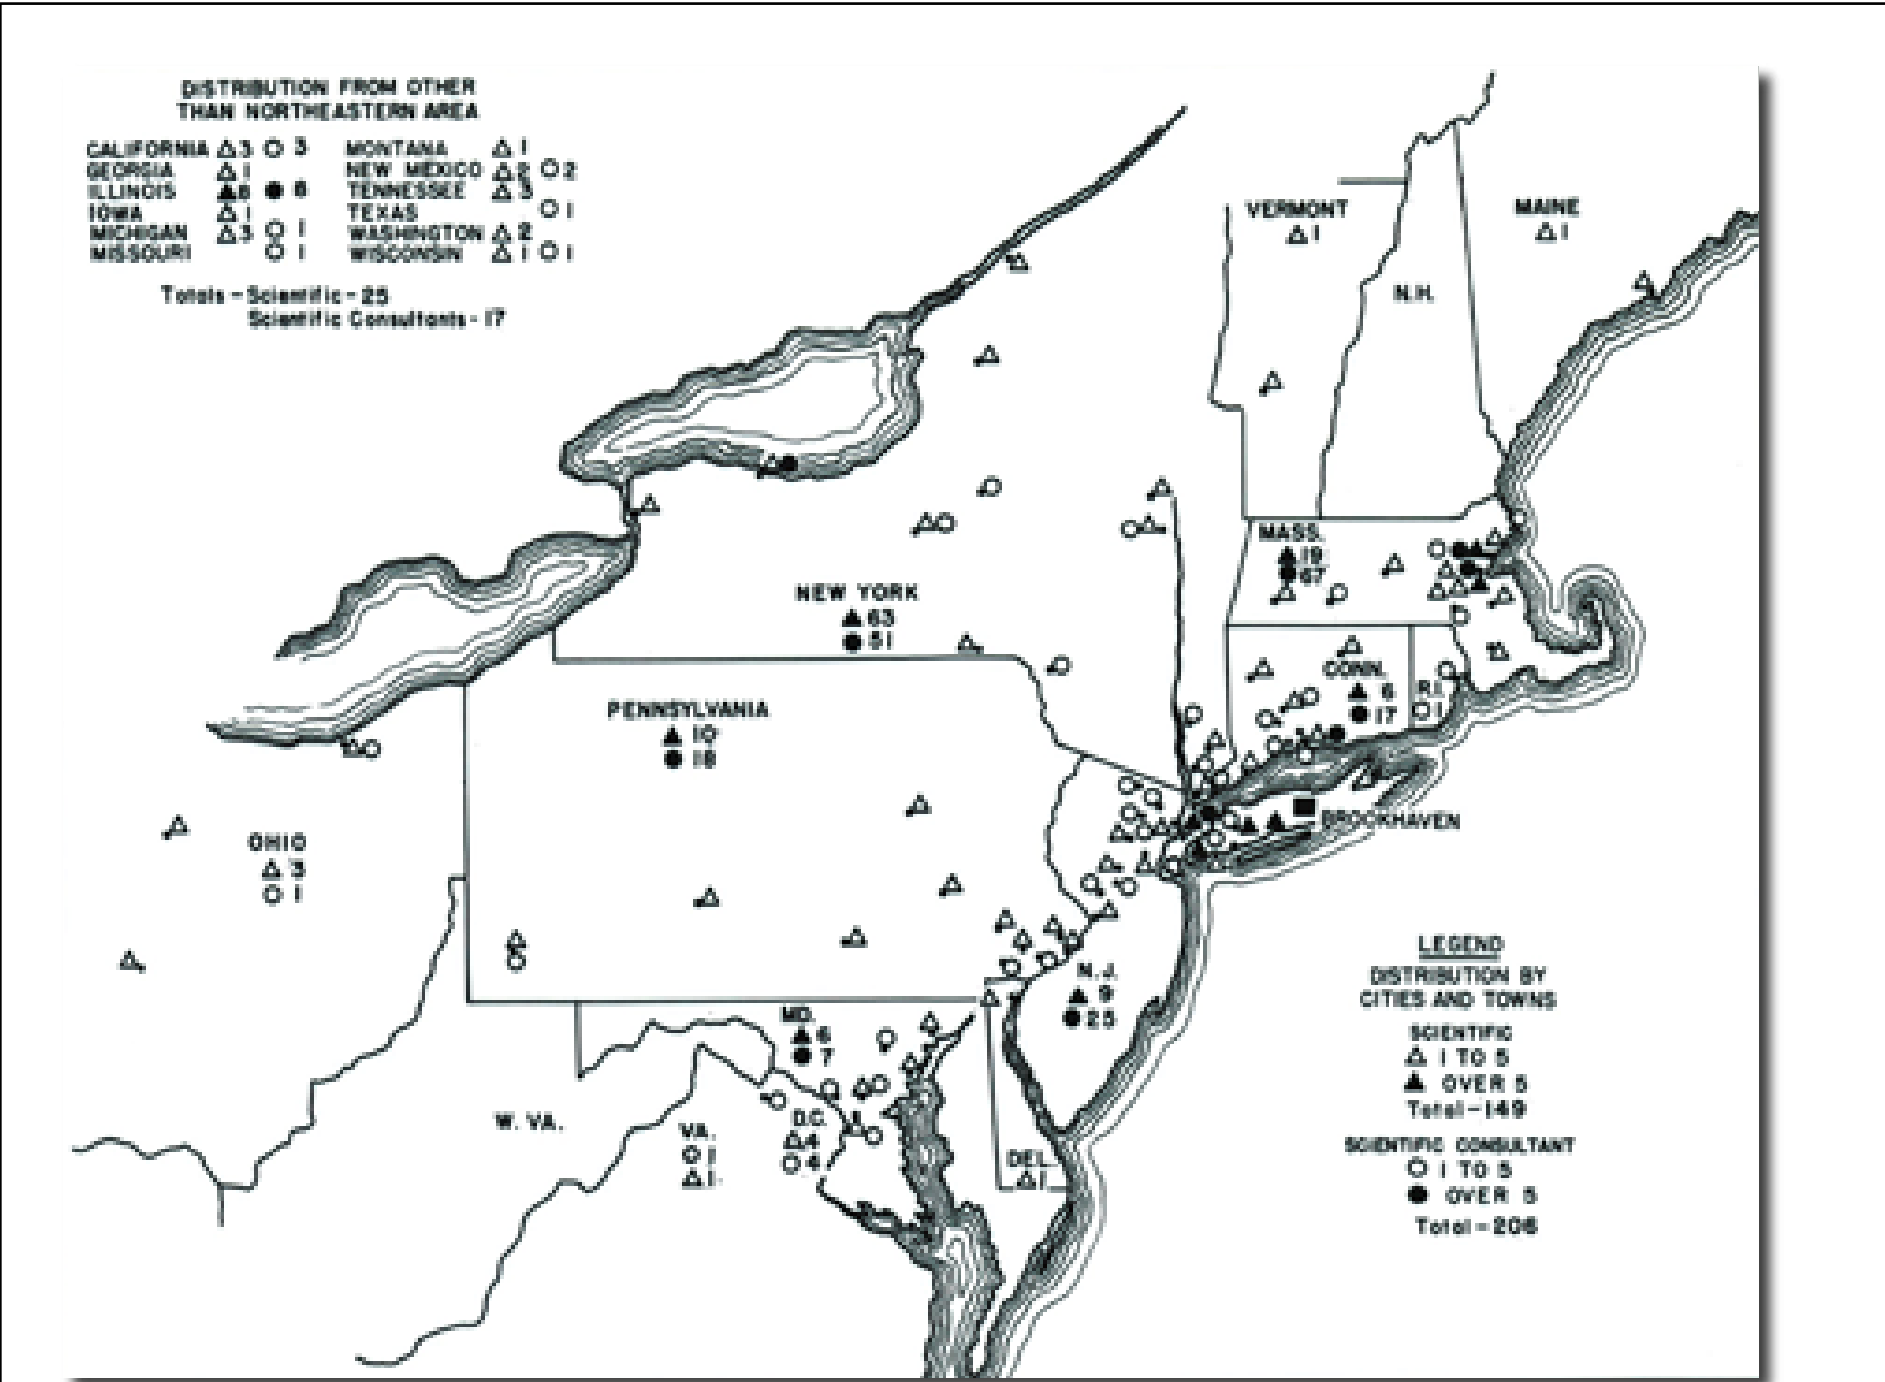 DISTRIBUTION FROM OTHER
THAN NORTHEASTERN AREA
CALIFORNIA △3 ○ 3 MONTANA △ 1
GEORGIA △1 NEW MEXICO △2 ○2
ILLINOIS ▲8 ● 8 TENNESSEE △ 3
IOWA △1 TEXAS ○ 1
MICHIGAN △3 ○ 1 WASHINGTON △ 2
MISSOURI ○ 1 WISCONSIN △ 1 ○ 1
Totals - Scientific - 25
Scientific Consultants - 17
VERMONT
△ 1
MAINE
△ 1
N.H.
MASS.
▲19
●67
NEW YORK
▲ 63
● 51
CONN.
▲ 6
● 17
R.I.
○ 1
PENNSYLVANIA
▲ 10
● 18
BROOKHAVEN
OHIO
△ 3
○ 1
N.J.
▲ 9
● 25
MD.
▲ 6
● 7
W. VA.
VA.
○ 1
△ 1
D.C.
△ 4
○ 4
DEL.
△ 1
LEGEND
DISTRIBUTION BY
CITIES AND TOWNS
SCIENTIFIC
△ 1 TO 5
▲ OVER 5
Total - 149
SCIENTIFIC CONSULTANT
○ 1 TO 5
● OVER 5
Total - 206